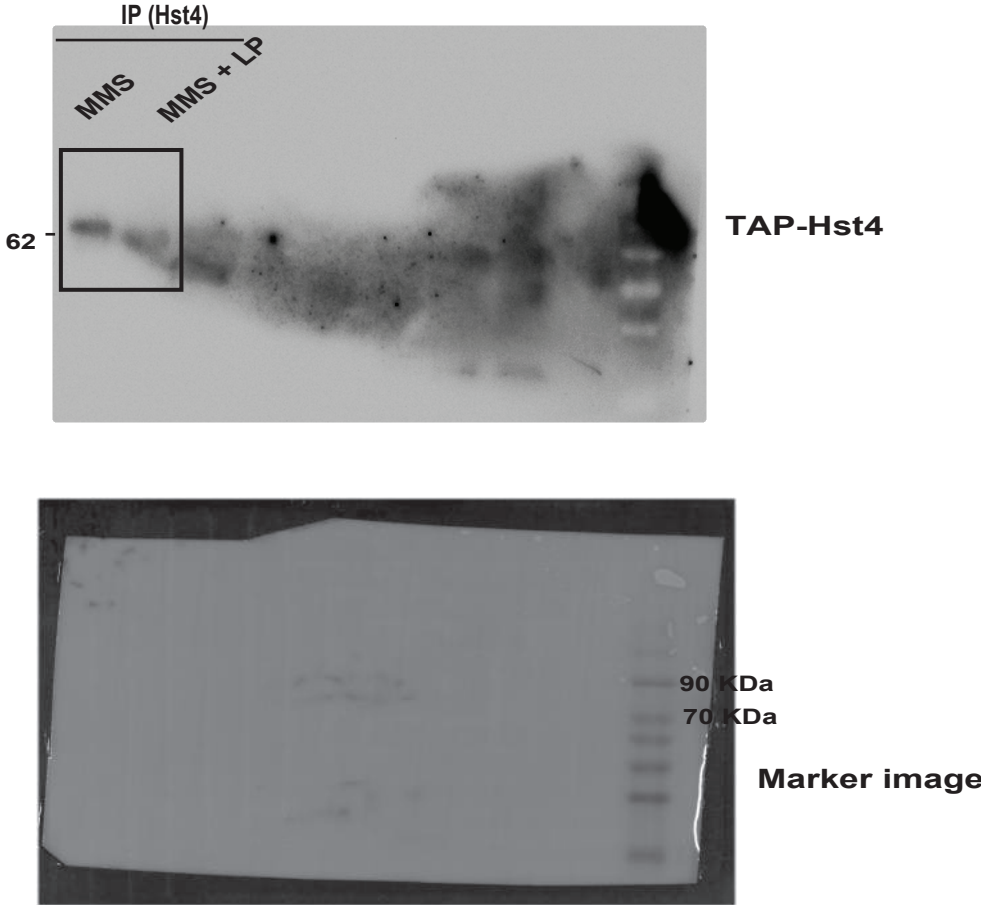 IP (Hst4)
MMS
MMS + LP
62
TAP-Hst4
90 KDa
70 KDa
Marker image